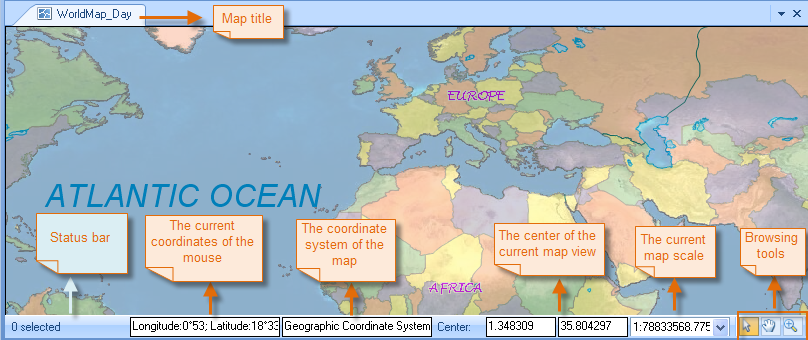 WorldMap_Day
Map title
EUROPE
ATLANTIC OCEAN
Status bar
The current
coordinates of the
mouse
The coordinate
system of the
map
The center of the
current map view
The current
map scale
Browsing
tools
AFRICA
0 selected
Longitude:0°53; Latitude:18°33
Geographic Coordinate System
Center:
1.348309
35.804297
1:78833568.775